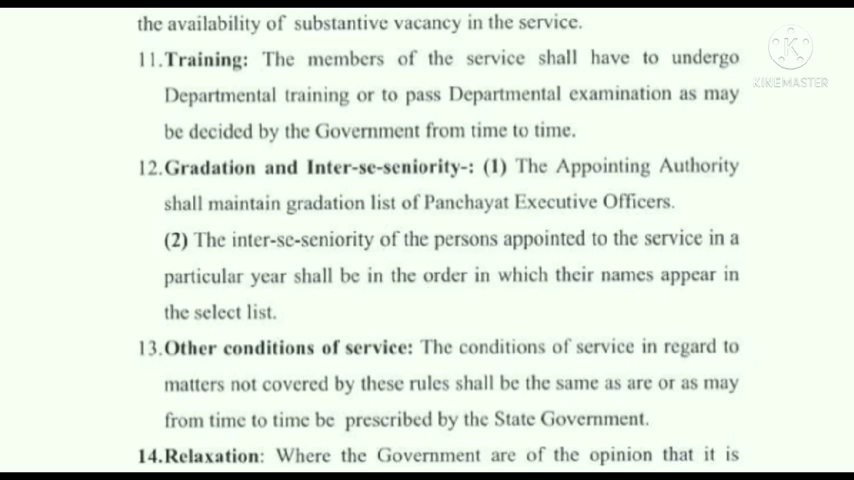 the availability of substantive vacancy in the service.
11.Training: The members of the service shall have to undergo
Departmental training or to pass Departmental examination as may
be decided by the Government from time to time.
12.Gradation and Inter-se-seniority-: (1) The Appointing Authority
shall maintain gradation list of Panchayat Executive Officers.
(2) The inter-se-seniority of the persons appointed to the service in a
particular year shall be in the order in which their names appear in
the select list.
13.Other conditions of service: The conditions of service in regard to
matters not covered by these rules shall be the same as are or as may
from time to time be prescribed by the State Government.
14.Relaxation: Where the Government are of the opinion that it is
K
KINEMASTER